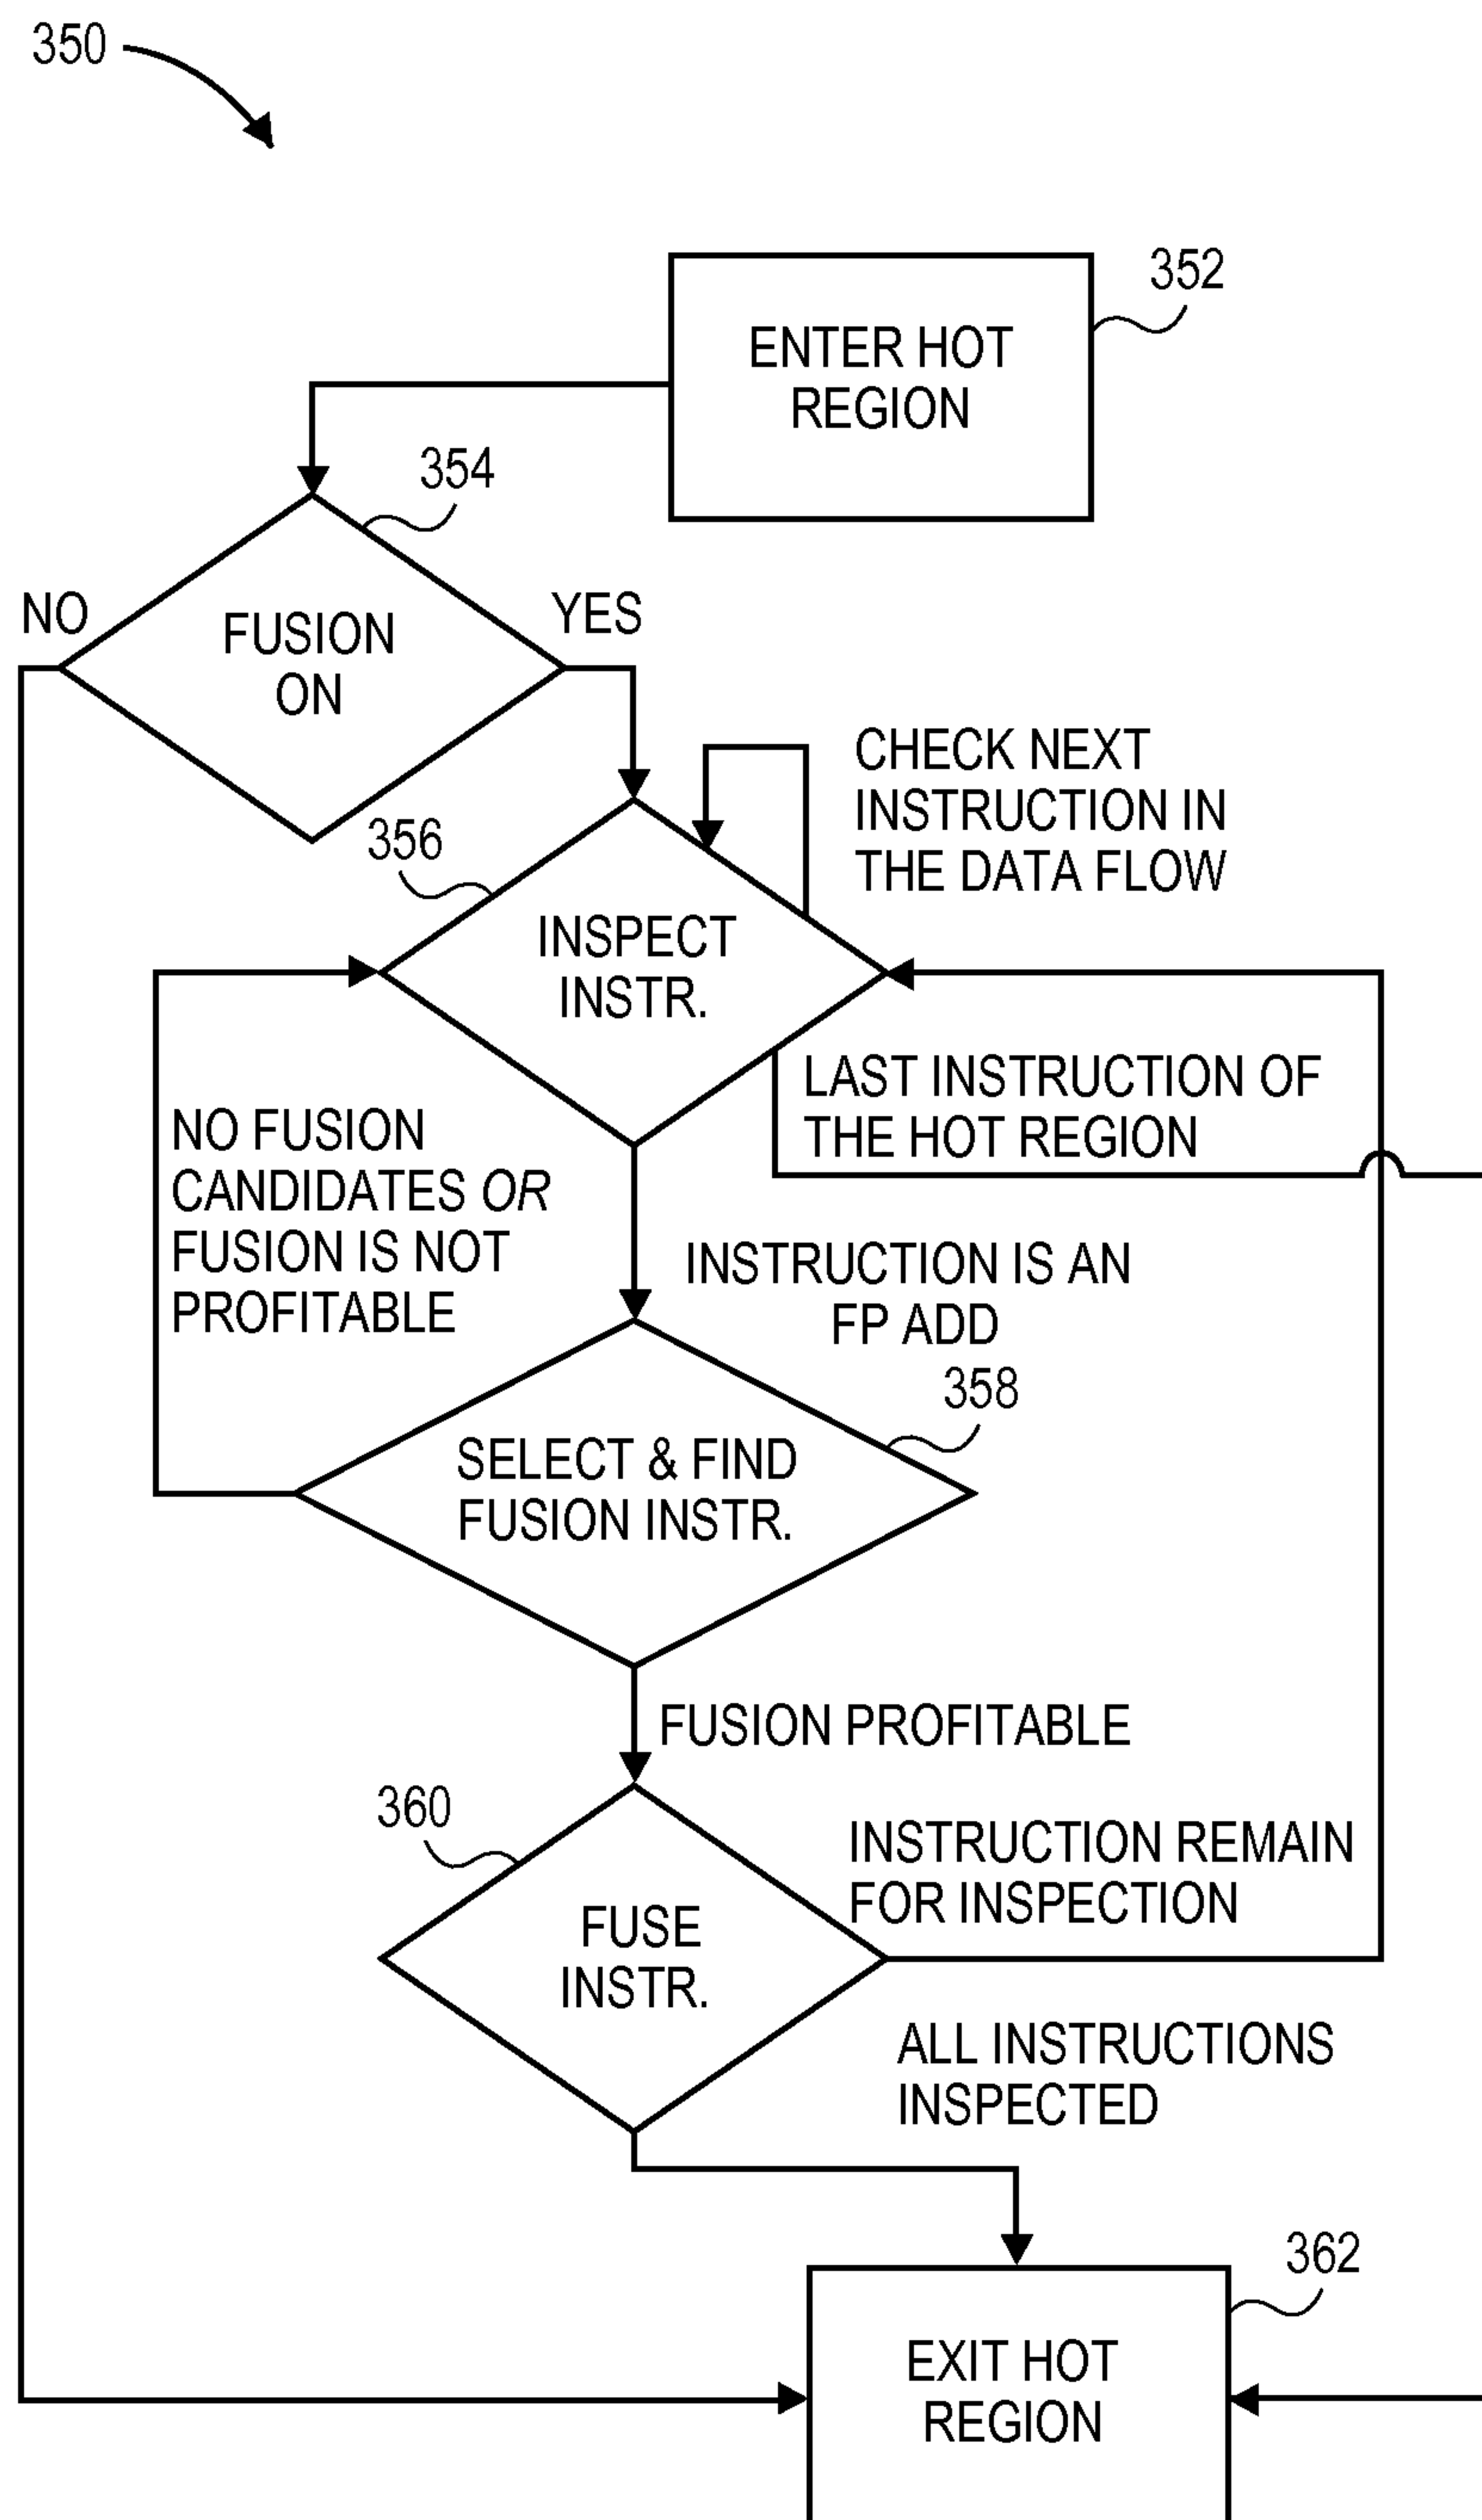 350
352
ENTER HOT
REGION
354
NO
YES
FUSION
ON
CHECK NEXT
INSTRUCTION IN
THE DATA FLOW
356
INSPECT
INSTR.
LAST INSTRUCTION OF
THE HOT REGION
NO FUSION
CANDIDATES OR
FUSION IS NOT
PROFITABLE
INSTRUCTION IS AN
FP ADD
358
SELECT & FIND
FUSION INSTR.
FUSION PROFITABLE
360
INSTRUCTION REMAIN
FOR INSPECTION
FUSE
INSTR.
ALL INSTRUCTIONS
INSPECTED
362
EXIT HOT
REGION